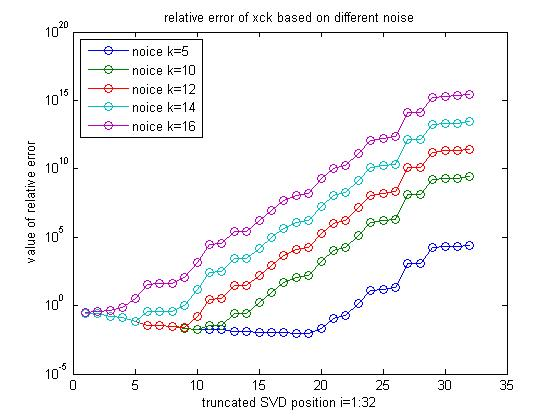 relative error of xck based on different noise
10^20
10^15
10^10
10^5
10^0
10^-5
value of relative error
noice k=5
noice k=10
noice k=12
noice k=14
noice k=16
0 5 10 15 20 25 30 35
truncated SVD position i=1:32